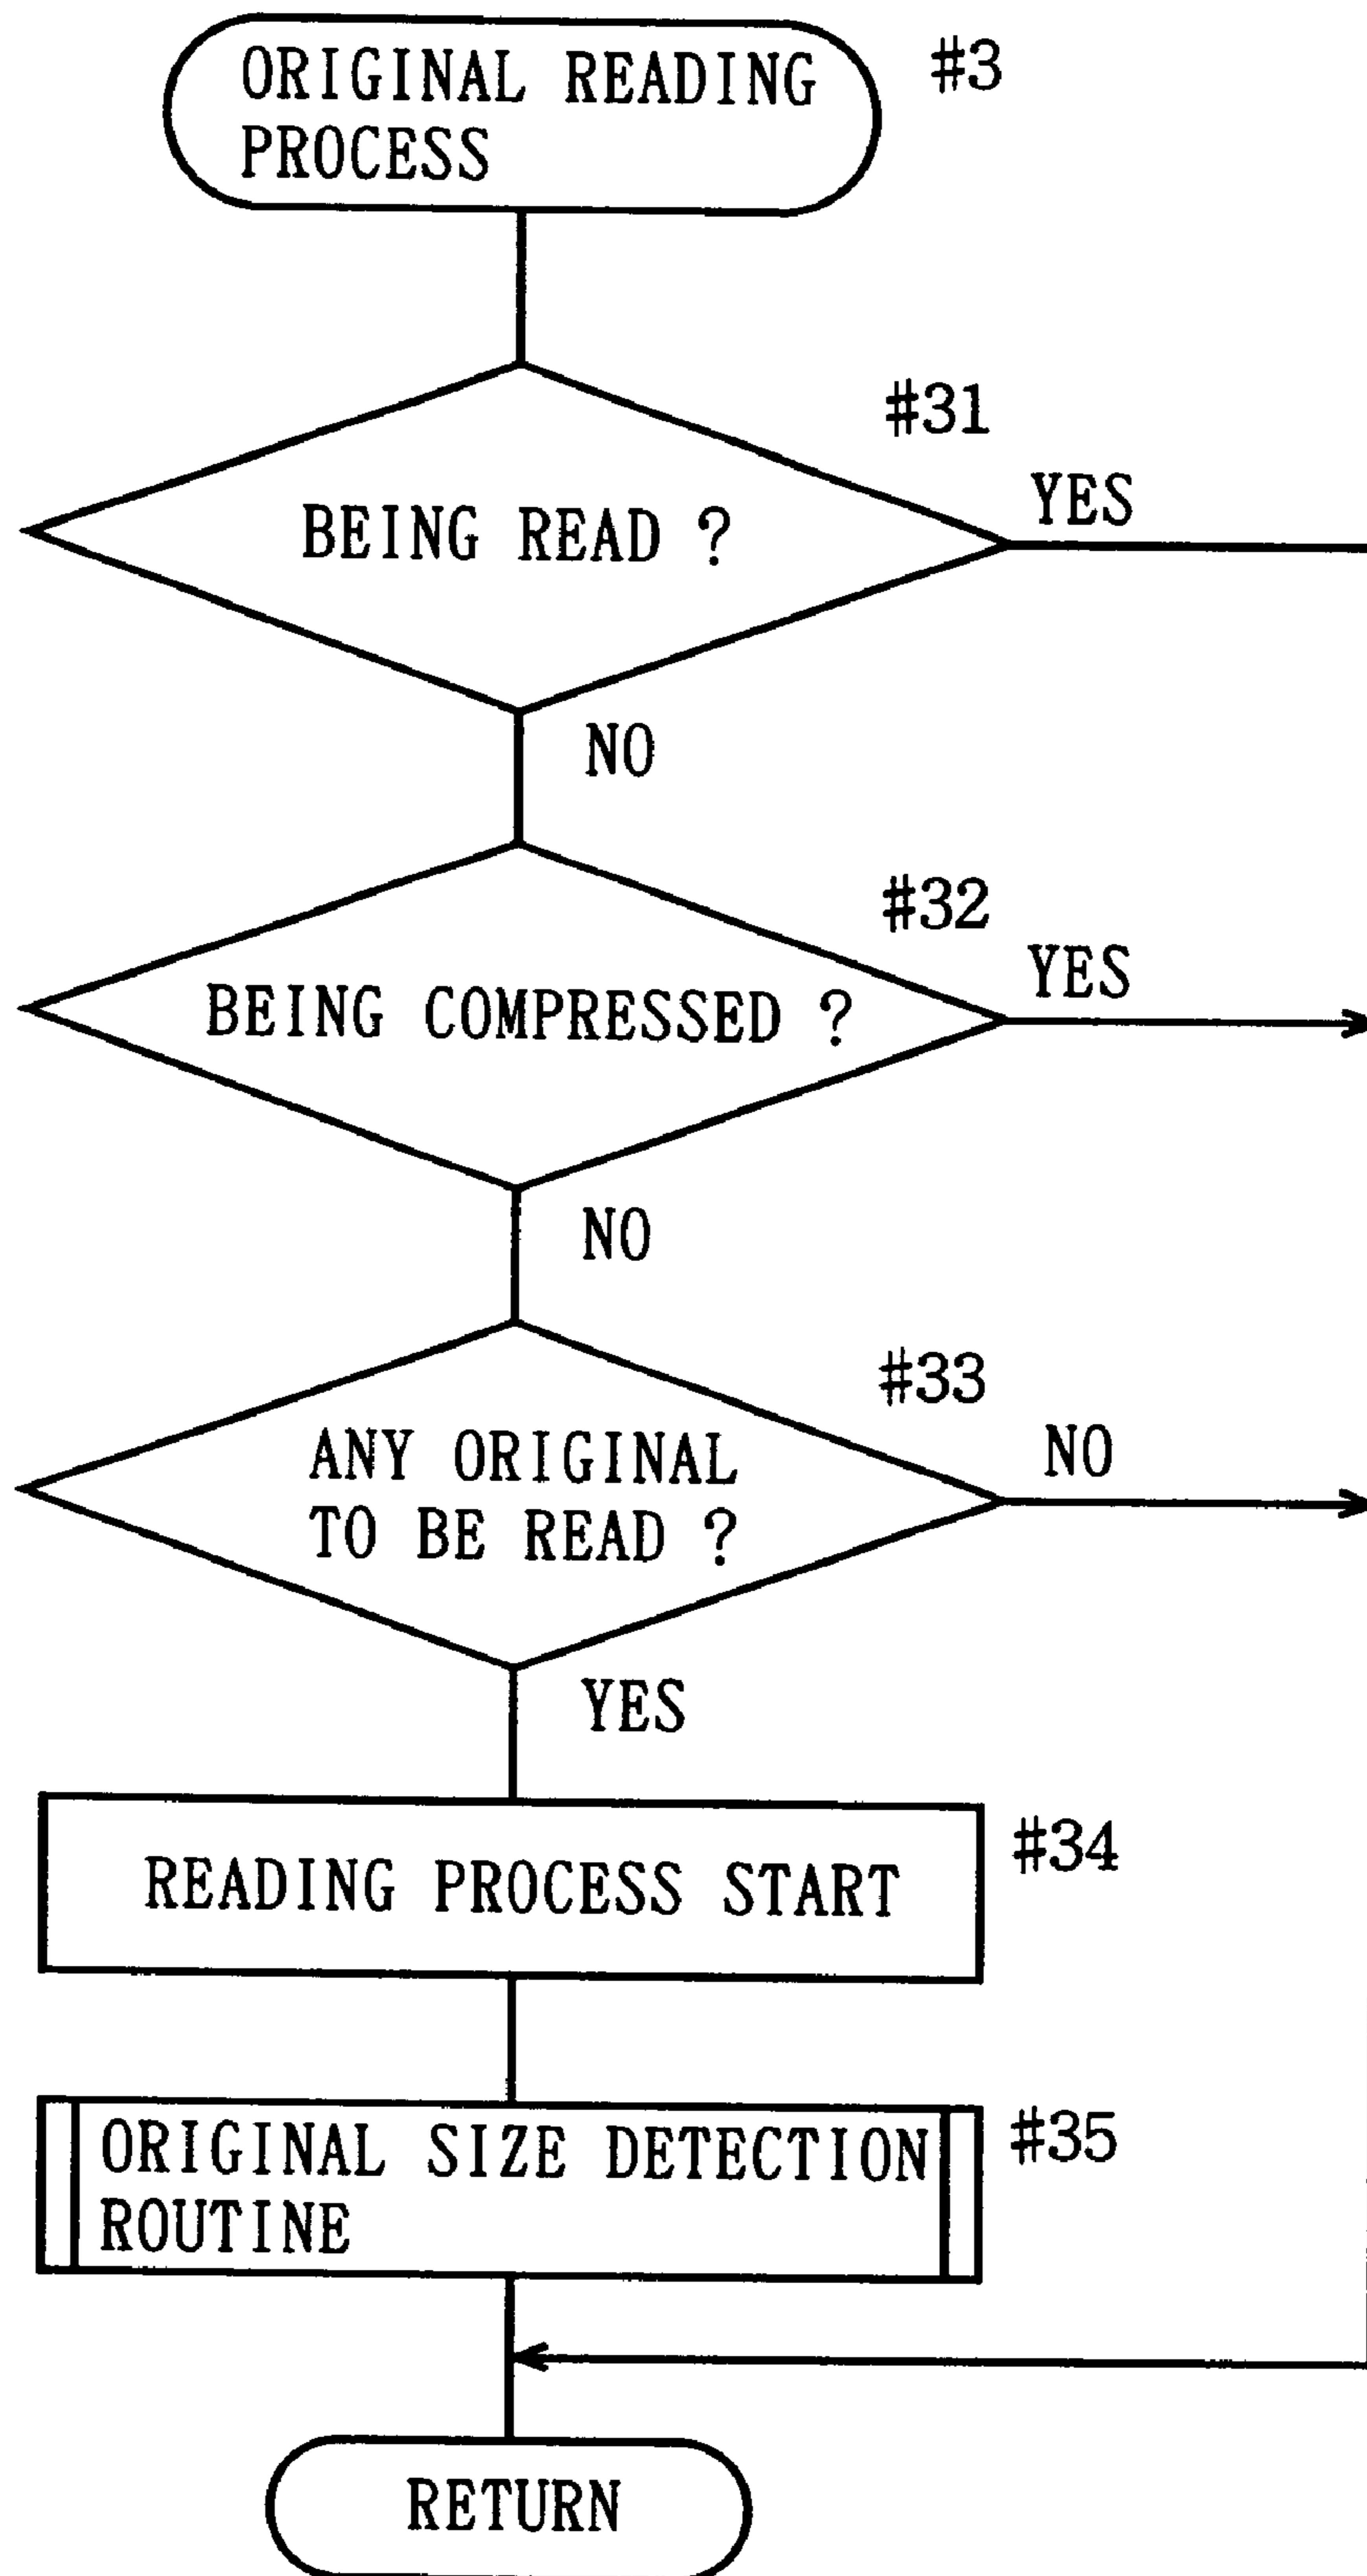 ORIGINAL READING
PROCESS
#3
#31
BEING READ ?
YES
NO
#32
BEING COMPRESSED ?
YES
NO
#33
ANY ORIGINAL
TO BE READ ?
NO
YES
READING PROCESS START
#34
ORIGINAL SIZE DETECTION
ROUTINE
#35
RETURN